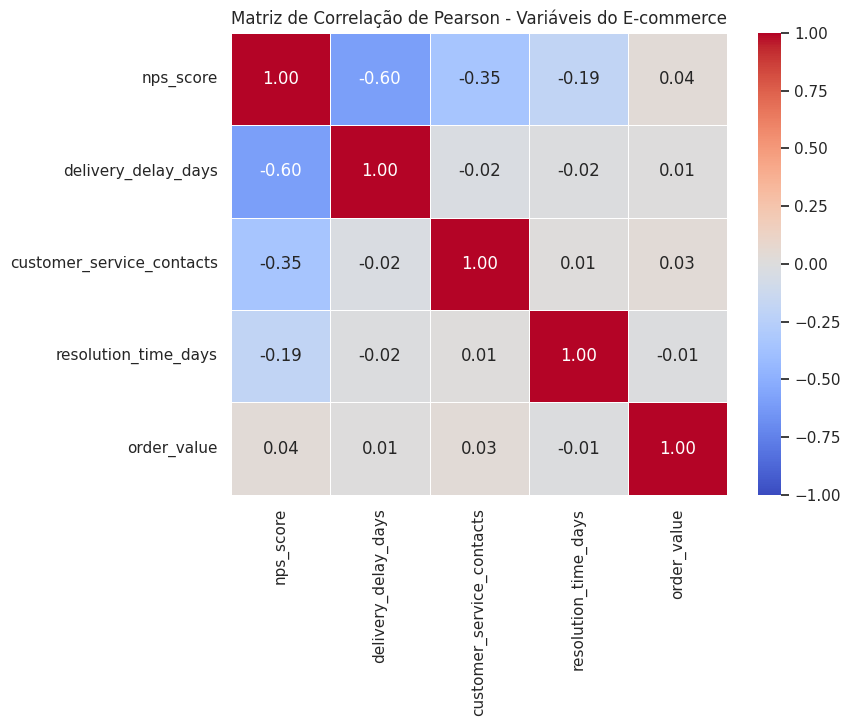 Matriz de Correlação de Pearson - Variáveis do E-commerce
nps_score 1.00 -0.60 -0.35 -0.19 0.04
delivery_delay_days -0.60 1.00 -0.02 -0.02 0.01
customer_service_contacts -0.35 -0.02 1.00 0.01 0.03
resolution_time_days -0.19 -0.02 0.01 1.00 -0.01
order_value 0.04 0.01 0.03 -0.01 1.00
nps_score
delivery_delay_days
customer_service_contacts
resolution_time_days
order_value
1.00
0.75
0.50
0.25
0.00
−0.25
−0.50
−0.75
−1.00